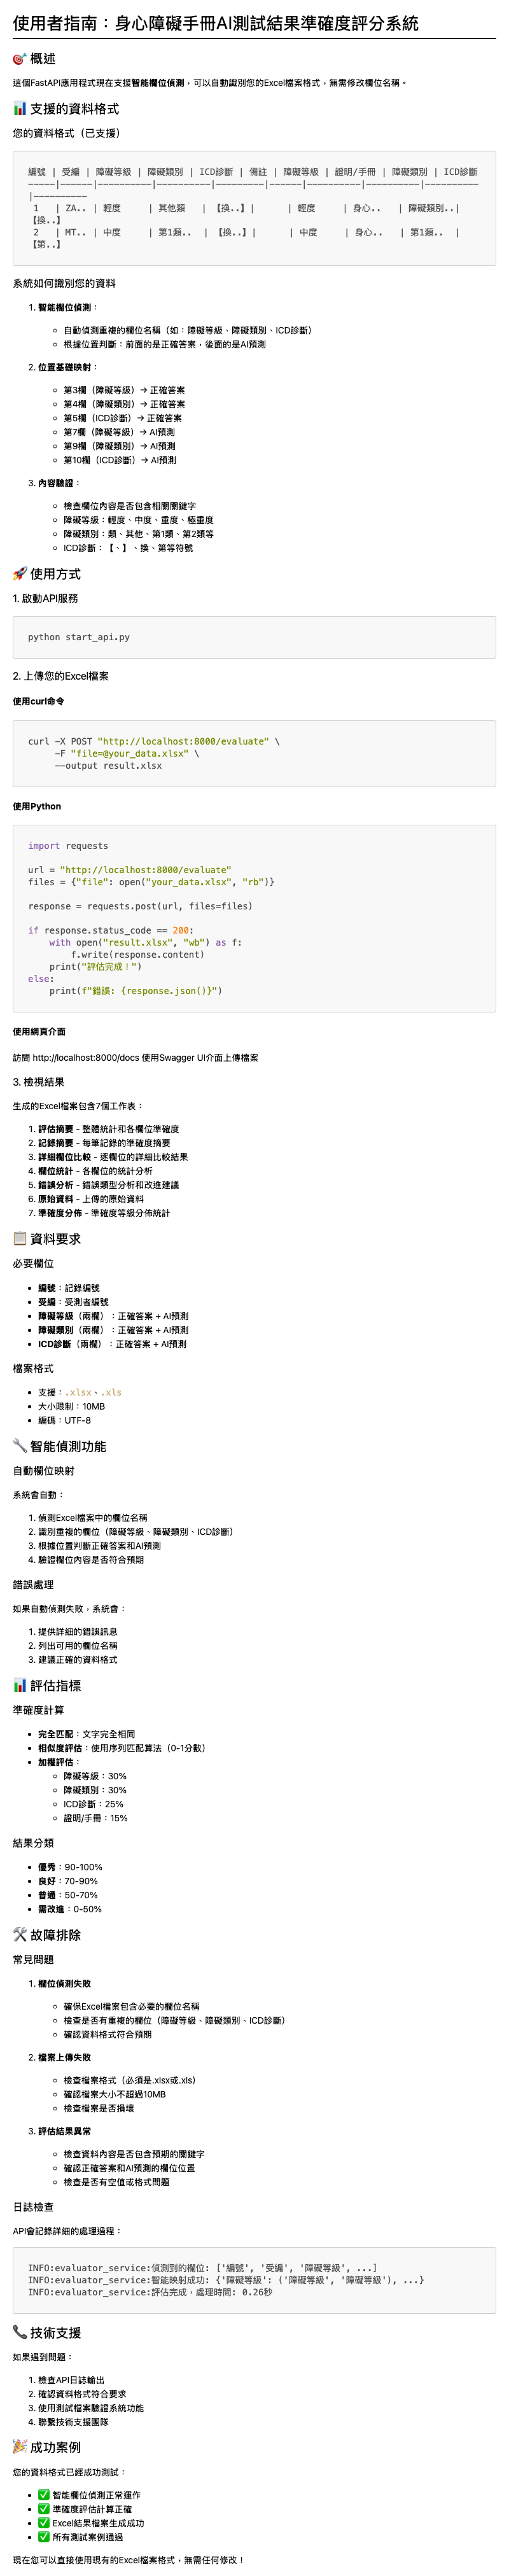 使用者指南：身心障礙手冊AI測試結果準確度評分系統
🎯 概述
這個FastAPI應用程式現在支援智能欄位偵測，可以自動識別您的Excel檔案格式，無需修改欄位名稱。
📊 支援的資料格式
您的資料格式（已支援）
編號 | 受編 | 障礙等級 | 障礙類別 | ICD診斷 | 備註 | 障礙等級 | 證明/手冊 | 障礙類別 | ICD診斷
-----|------|----------|----------|---------|------|----------|----------|----------
|----------
1 | ZA.. | 輕度 | 其他類 | 【換..】| | 輕度 | 身心.. | 障礙類別..|
【換..】
2 | MT.. | 中度 | 第1類.. | 【換..】| | 中度 | 身心.. | 第1類.. |
【第..】
系統如何識別您的資料
1. 智能欄位偵測：
◦ 自動偵測重複的欄位名稱（如：障礙等級、障礙類別、ICD診斷）
◦ 根據位置判斷：前面的是正確答案，後面的是AI預測
2. 位置基礎映射：
◦ 第3欄（障礙等級）→ 正確答案
◦ 第4欄（障礙類別）→ 正確答案
◦ 第5欄（ICD診斷）→ 正確答案
◦ 第7欄（障礙等級）→ AI預測
◦ 第9欄（障礙類別）→ AI預測
◦ 第10欄（ICD診斷）→ AI預測
3. 內容驗證：
◦ 檢查欄位內容是否包含相關關鍵字
◦ 障礙等級：輕度、中度、重度、極重度
◦ 障礙類別：類、其他、第1類、第2類等
◦ ICD診斷：【、】、換、第等符號
🚀 使用方式
1. 啟動API服務
python start_api.py
2. 上傳您的Excel檔案
使用curl命令
curl -X POST "http://localhost:8000/evaluate" \
-F "file=@your_data.xlsx" \
--output result.xlsx
使用Python
import requests
url = "http://localhost:8000/evaluate"
files = {"file": open("your_data.xlsx", "rb")}
response = requests.post(url, files=files)
if response.status_code == 200:
with open("result.xlsx", "wb") as f:
f.write(response.content)
print("評估完成！")
else:
print(f"錯誤: {response.json()}")
使用網頁介面
訪問 http://localhost:8000/docs 使用Swagger UI介面上傳檔案
3. 檢視結果
生成的Excel檔案包含7個工作表：
1. 評估摘要 - 整體統計和各欄位準確度
2. 記錄摘要 - 每筆記錄的準確度摘要
3. 詳細欄位比較 - 逐欄位的詳細比較結果
4. 欄位統計 - 各欄位的統計分析
5. 錯誤分析 - 錯誤類型分析和改進建議
6. 原始資料 - 上傳的原始資料
7. 準確度分佈 - 準確度等級分佈統計
📋 資料要求
必要欄位
• 編號：記錄編號
• 受編：受測者編號
• 障礙等級（兩欄）：正確答案 + AI預測
• 障礙類別（兩欄）：正確答案 + AI預測
• ICD診斷（兩欄）：正確答案 + AI預測
檔案格式
• 支援：.xlsx、.xls
• 大小限制：10MB
• 編碼：UTF-8
🔧 智能偵測功能
自動欄位映射
系統會自動：
1. 偵測Excel檔案中的欄位名稱
2. 識別重複的欄位（障礙等級、障礙類別、ICD診斷）
3. 根據位置判斷正確答案和AI預測
4. 驗證欄位內容是否符合預期
錯誤處理
如果自動偵測失敗，系統會：
1. 提供詳細的錯誤訊息
2. 列出可用的欄位名稱
3. 建議正確的資料格式
📊 評估指標
準確度計算
• 完全匹配：文字完全相同
• 相似度評估：使用序列匹配算法（0-1分數）
• 加權評估：
◦ 障礙等級：30%
◦ 障礙類別：30%
◦ ICD診斷：25%
◦ 證明/手冊：15%
結果分類
• 優秀：90-100%
• 良好：70-90%
• 普通：50-70%
• 需改進：0-50%
🛠️ 故障排除
常見問題
1. 欄位偵測失敗
◦ 確保Excel檔案包含必要的欄位名稱
◦ 檢查是否有重複的欄位（障礙等級、障礙類別、ICD診斷）
◦ 確認資料格式符合預期
2. 檔案上傳失敗
◦ 檢查檔案格式（必須是.xlsx或.xls）
◦ 確認檔案大小不超過10MB
◦ 檢查檔案是否損壞
3. 評估結果異常
◦ 檢查資料內容是否包含預期的關鍵字
◦ 確認正確答案和AI預測的欄位位置
◦ 檢查是否有空值或格式問題
日誌檢查
API會記錄詳細的處理過程：
INFO:evaluator_service:偵測到的欄位: ['編號', '受編', '障礙等級', ...]
INFO:evaluator_service:智能映射成功: {'障礙等級': ('障礙等級', '障礙等級'), ...}
INFO:evaluator_service:評估完成，處理時間: 0.26秒
📞 技術支援
如果遇到問題：
1. 檢查API日誌輸出
2. 確認資料格式符合要求
3. 使用測試檔案驗證系統功能
4. 聯繫技術支援團隊
🎉 成功案例
您的資料格式已經成功測試：
• ✅ 智能欄位偵測正常運作
• ✅ 準確度評估計算正確
• ✅ Excel結果檔案生成成功
• ✅ 所有測試案例通過
現在您可以直接使用現有的Excel檔案格式，無需任何修改！